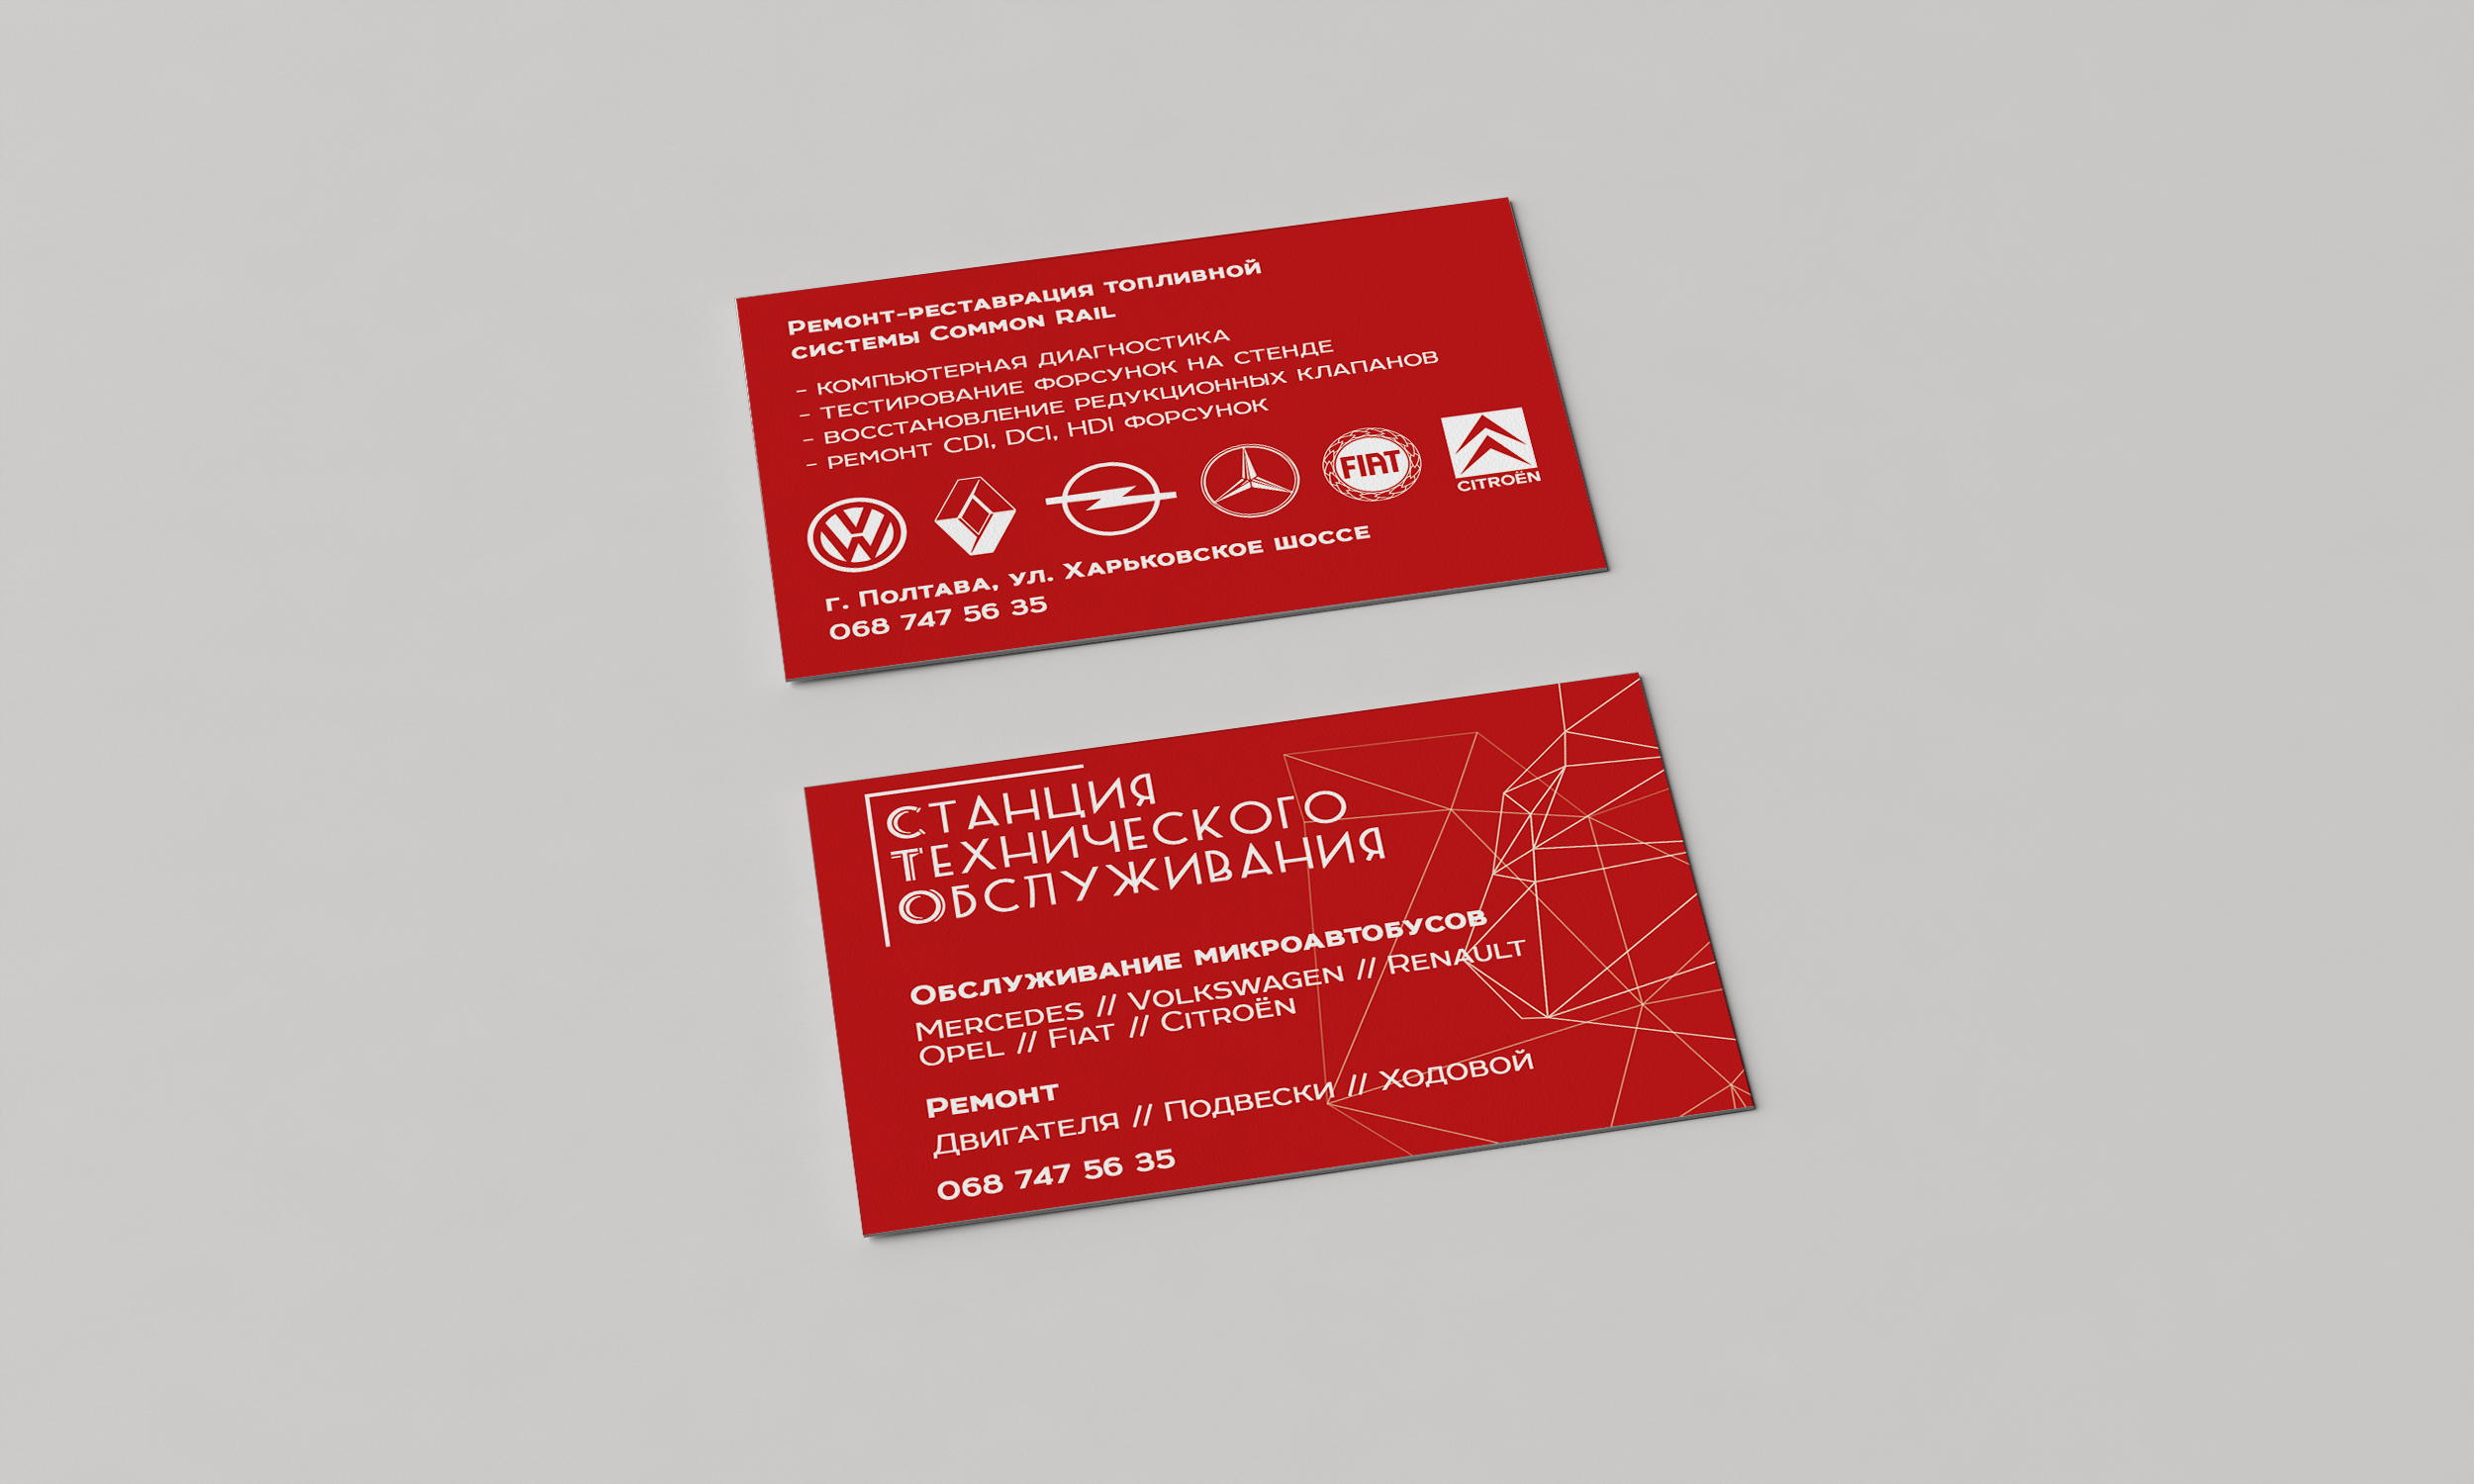 Ремонт-реставрация топливной
системы Common Rail
- компьютерная диагностика
- тестирование форсунок на стенде
- восстановление редукционных клапанов
- ремонт CDI, DCI, HDI форсунок
FIAT
CITROËN
г. Полтава, ул. Харьковское шоссе
068 747 56 35
Станция
Технического
Обслуживания
Обслуживание микроавтобусов
Mercedes // Volkswagen // Renault
Opel // Fiat // Citroën
Ремонт
Двигателя // Подвески // Ходовой
068 747 56 35